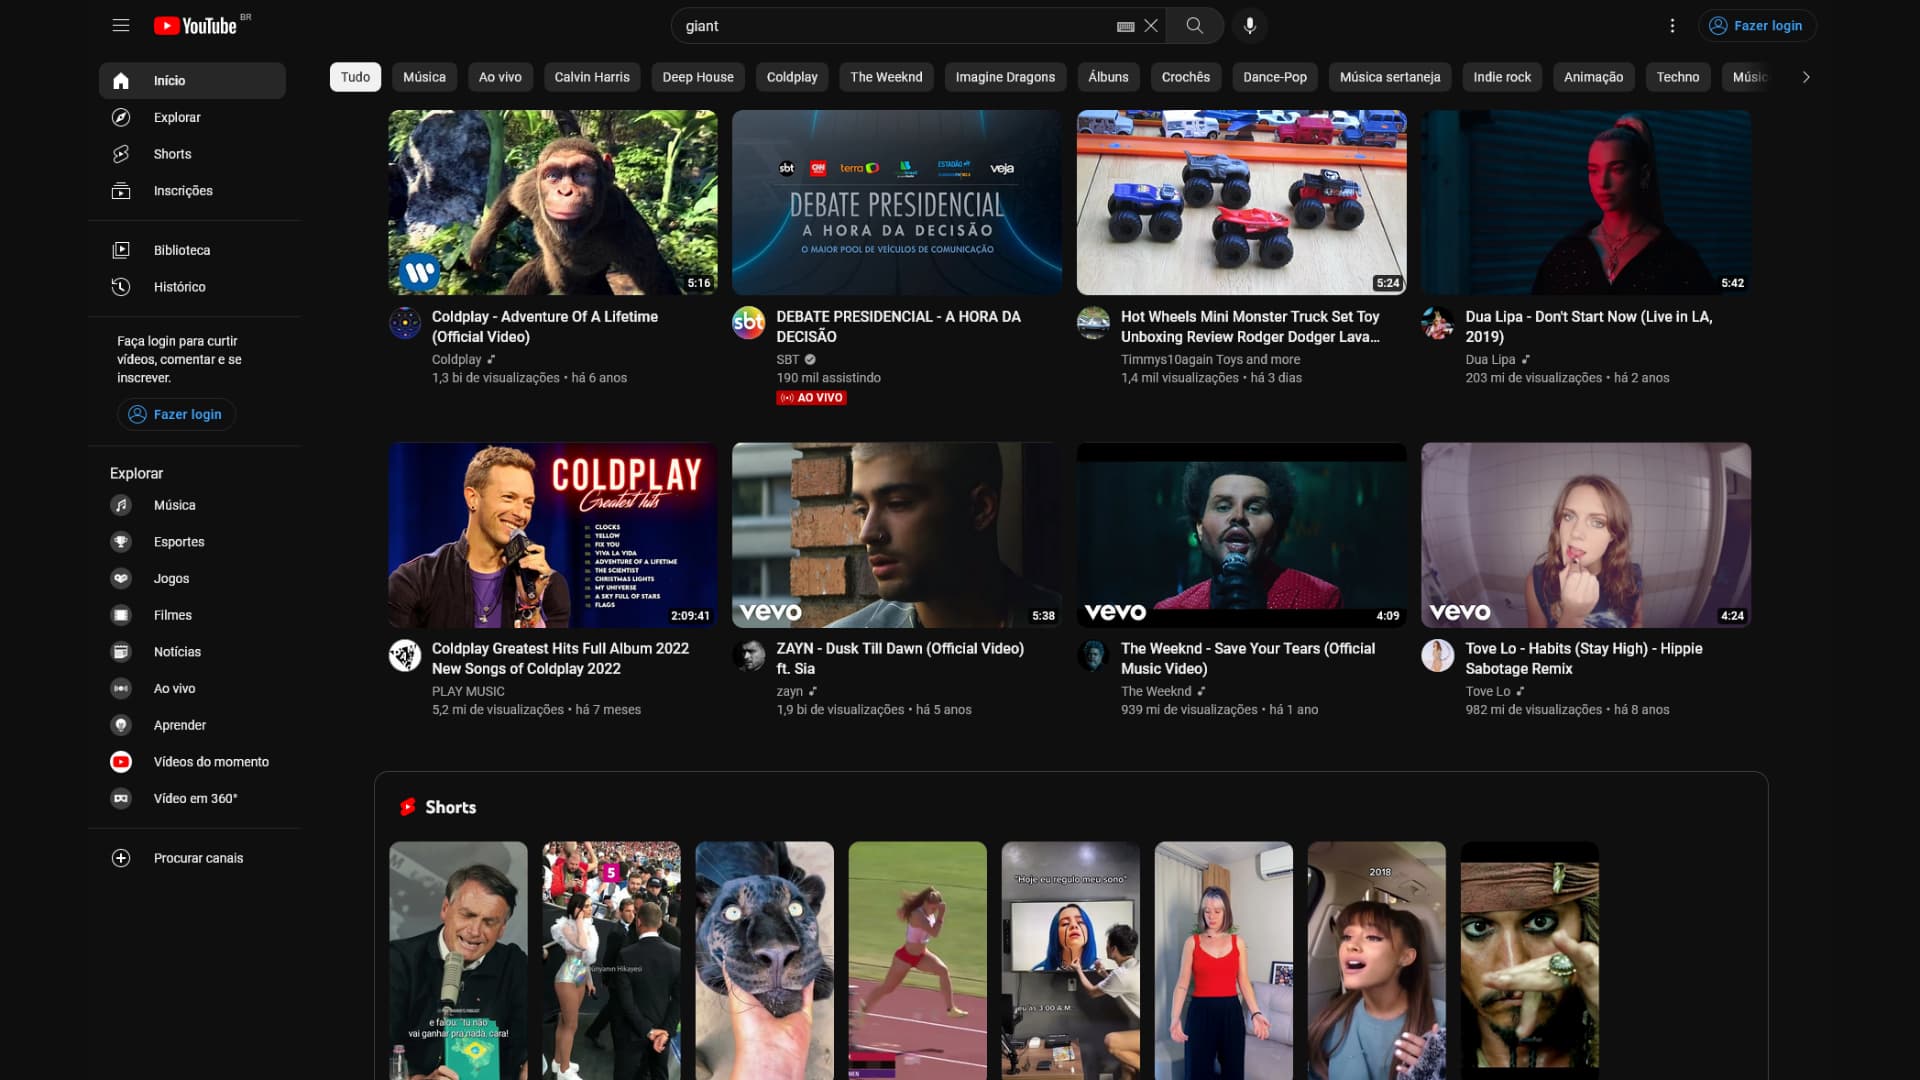 YouTube BR
giant
Fazer login
Início
Explorar
Shorts
Inscrições
Biblioteca
Histórico
Faça login para curtir
vídeos, comentar e se
inscrever.
Fazer login
Explorar
Música
Esportes
Jogos
Filmes
Notícias
Ao vivo
Aprender
Vídeos do momento
Vídeo em 360°
Procurar canais
Tudo
Música
Ao vivo
Calvin Harris
Deep House
Coldplay
The Weeknd
Imagine Dragons
Álbuns
Crochês
Dance-Pop
Música sertaneja
Indie rock
Animação
Techno
Músic
5:16
Coldplay - Adventure Of A Lifetime
(Official Video)
Coldplay
1,3 bi de visualizações • há 6 anos
sbt CNN terra ESTADÃO veja
DEBATE PRESIDENCIAL
A HORA DA DECISÃO
O MAIOR POOL DE VEÍCULOS DE COMUNICAÇÃO
sbt
DEBATE PRESIDENCIAL - A HORA DA
DECISÃO
SBT
190 mil assistindo
AO VIVO
5:24
Hot Wheels Mini Monster Truck Set Toy
Unboxing Review Rodger Dodger Lava...
Timmys10again Toys and more
1,4 mil visualizações • há 3 dias
5:42
Dua Lipa - Don't Start Now (Live in LA,
2019)
Dua Lipa
203 mi de visualizações • há 2 anos
COLDPLAY
Greatest hits
CLOCKS
YELLOW
FIX YOU
VIVA LA VIDA
ADVENTURE OF A LIFETIME
THE SCIENTIST
CHRISTMAS LIGHTS
MY UNIVERSE
A SKY FULL OF STARS
FLAGS
2:09:41
Coldplay Greatest Hits Full Album 2022
New Songs of Coldplay 2022
PLAY MUSIC
5,2 mi de visualizações • há 7 meses
vevo
5:38
ZAYN - Dusk Till Dawn (Official Video)
ft. Sia
zayn
1,9 bi de visualizações • há 5 anos
vevo
4:09
The Weeknd - Save Your Tears (Official
Music Video)
The Weeknd
939 mi de visualizações • há 1 ano
vevo
4:24
Tove Lo - Habits (Stay High) - Hippie
Sabotage Remix
Tove Lo
982 mi de visualizações • há 8 anos
Shorts
e falou: "tu não
vai ganhar pra nada, cara!
5
Dünyanın Hikayesi
"Hoje eu regulo meu sono"
eu às 3:00 A.M.
2018